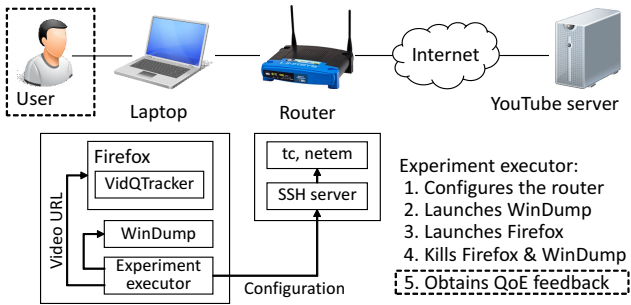 User
Laptop
Router
Internet
YouTube server
Firefox
VidQTracker
WinDump
Experiment
executor
Video URL
tc, netem
SSH server
Configuration
Experiment executor:
1. Configures the router
2. Launches WinDump
3. Launches Firefox
4. Kills Firefox & WinDump
5. Obtains QoE feedback